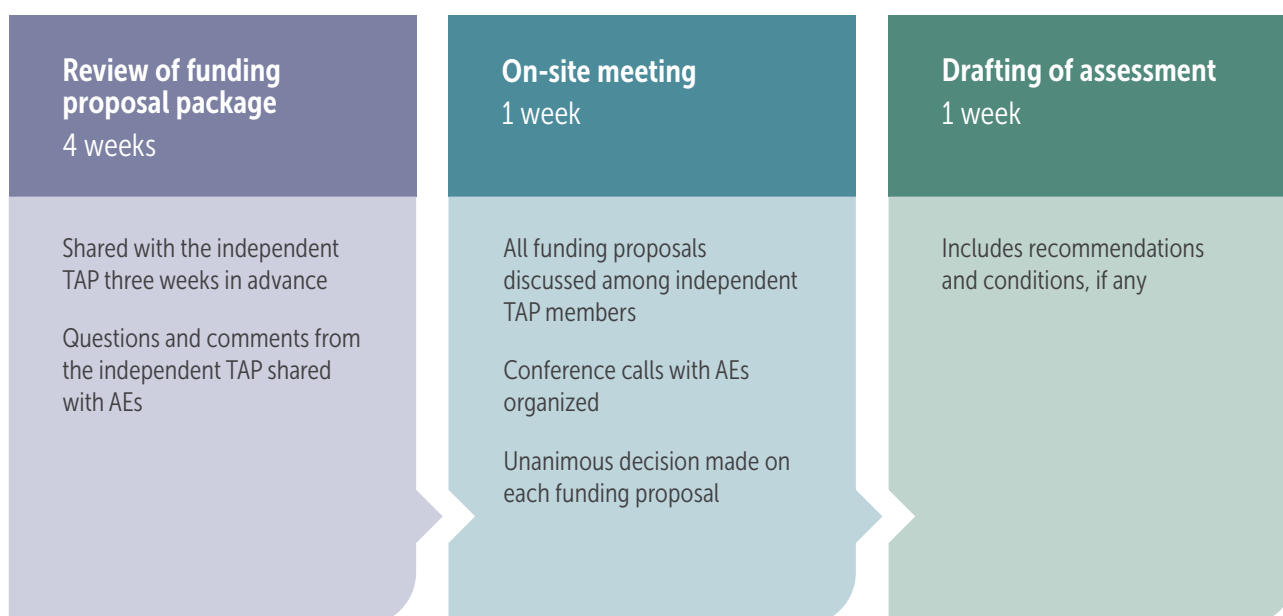 Review of funding
proposal package
4 weeks
Shared with the independent
TAP three weeks in advance
Questions and comments from
the independent TAP shared
with AEs
On-site meeting
1 week
All funding proposals
discussed among independent
TAP members
Conference calls with AEs
organized
Unanimous decision made on
each funding proposal
Drafting of assessment
1 week
Includes recommendations
and conditions, if any